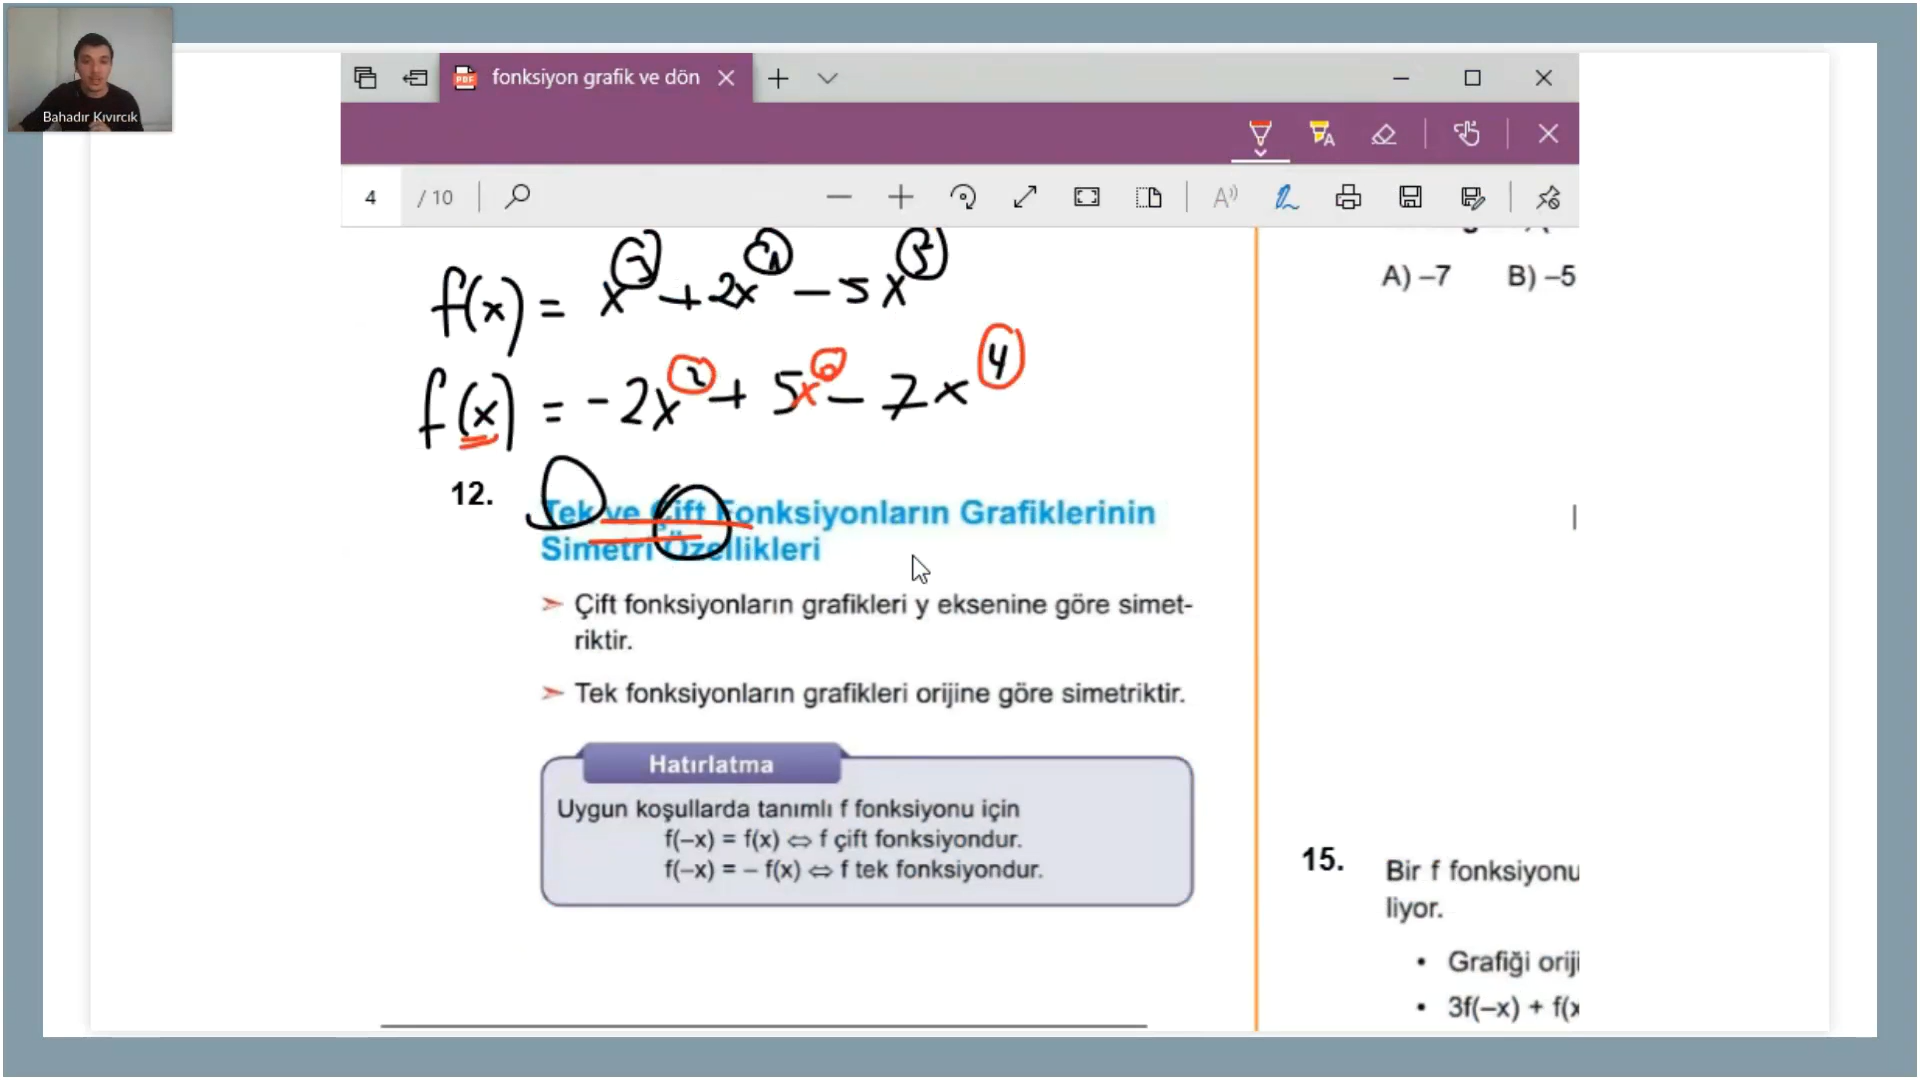 Bahadır Kıvırcık
fonksiyon grafik ve dön
4 / 10
f(x) = x³ + 2x¹ − 5x⁵
f(x) = −2x² + 5x⁰ − 7x⁴
12.
Tek ve Çift Fonksiyonların Grafiklerinin
Simetri Özellikleri
➢ Çift fonksiyonların grafikleri y eksenine göre simet-
riktir.
➢ Tek fonksiyonların grafikleri orijine göre simetriktir.
Hatırlatma
Uygun koşullarda tanımlı f fonksiyonu için
f(−x) = f(x) ⇔ f çift fonksiyondur.
f(−x) = − f(x) ⇔ f tek fonksiyondur.
A) −7 B) −5
15.
Bir f fonksiyonu
liyor.
• Grafiği oriji
• 3f(−x) + f(x